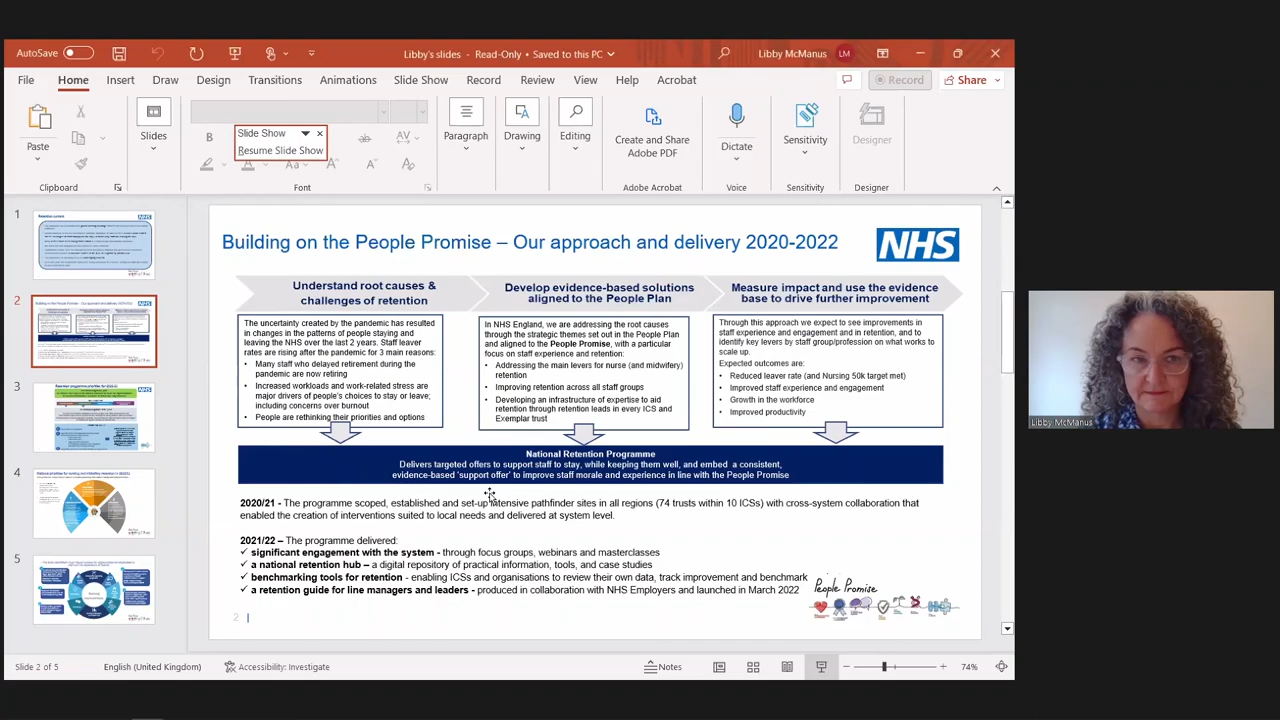 AutoSave
Libby's slides - Read-Only • Saved to this PC
Libby McManus
LM
File Home Insert Draw Design Transitions Animations Slide Show Record Review View Help Acrobat
Record
Share
Paste
Slides
B
Slide Show
Resume Slide Show
Paragraph
Drawing
Editing
Create and Share
Adobe PDF
Dictate
Sensitivity
Designer
Clipboard
Font
Adobe Acrobat
Voice
Sensitivity
Designer
1
2
3
4
5
Building on the People Promise – Our approach and delivery 2020-2022
NHS
Understand root causes &
challenges of retention
The uncertainty created by the pandemic has resulted
in changes in the patterns of people staying and
leaving the NHS over the last 2 years. Staff leaver
rates are rising after the pandemic for 3 main reasons:
• Many staff who delayed retirement during the
pandemic are now retiring
• Increased workloads and work-related stress are
major drivers of people's choices to stay or leave;
including concerns over burnout
• People are rethinking their priorities and options
Develop evidence-based solutions
aligned to the People Plan
In NHS England, we are addressing the root causes
through the strategic themes set out in the People Plan
and aligned to the People Promise, with a particular
focus on staff experience and retention:
• Addressing the main levers for nurse (and midwifery)
retention
• Improving retention across all staff groups
• Developing an infrastructure of expertise to aid
retention through retention leads in every ICS and
Exemplar trust
Measure impact and use the evidence
base to drive further improvement
Through this approach we expect to see improvements in
staff experience and engagement and in retention, and to
identify key levers by staff group/profession on what works to
scale up.
Expected outcomes are:
• Reduced leaver rate (and Nursing 50k target met)
• Improved staff experience and engagement
• Growth in the workforce
• Improved productivity
National Retention Programme
Delivers targeted offers to support staff to stay, while keeping them well, and embed a consistent,
evidence-based 'support offer' to improve staff morale and experience in line with the People Promise
2020/21 - The programme scoped, established and set-up intensive pathfinder sites in all regions (74 trusts within 10 ICSs) with cross-system collaboration that
enabled the creation of interventions suited to local needs and delivered at system level.
2021/22 – The programme delivered:
✓ significant engagement with the system - through focus groups, webinars and masterclasses
✓ national retention hub – a digital repository of practical information, tools, and case studies
✓ benchmarking tools for retention - enabling ICSs and organisations to review their own data, track improvement and benchmark
✓ a retention guide for line managers and leaders - produced in collaboration with NHS Employers and launched in March 2022
People Promise
2
Libby McManus
Slide 2 of 5
English (United Kingdom)
Accessibility: Investigate
Notes
74%